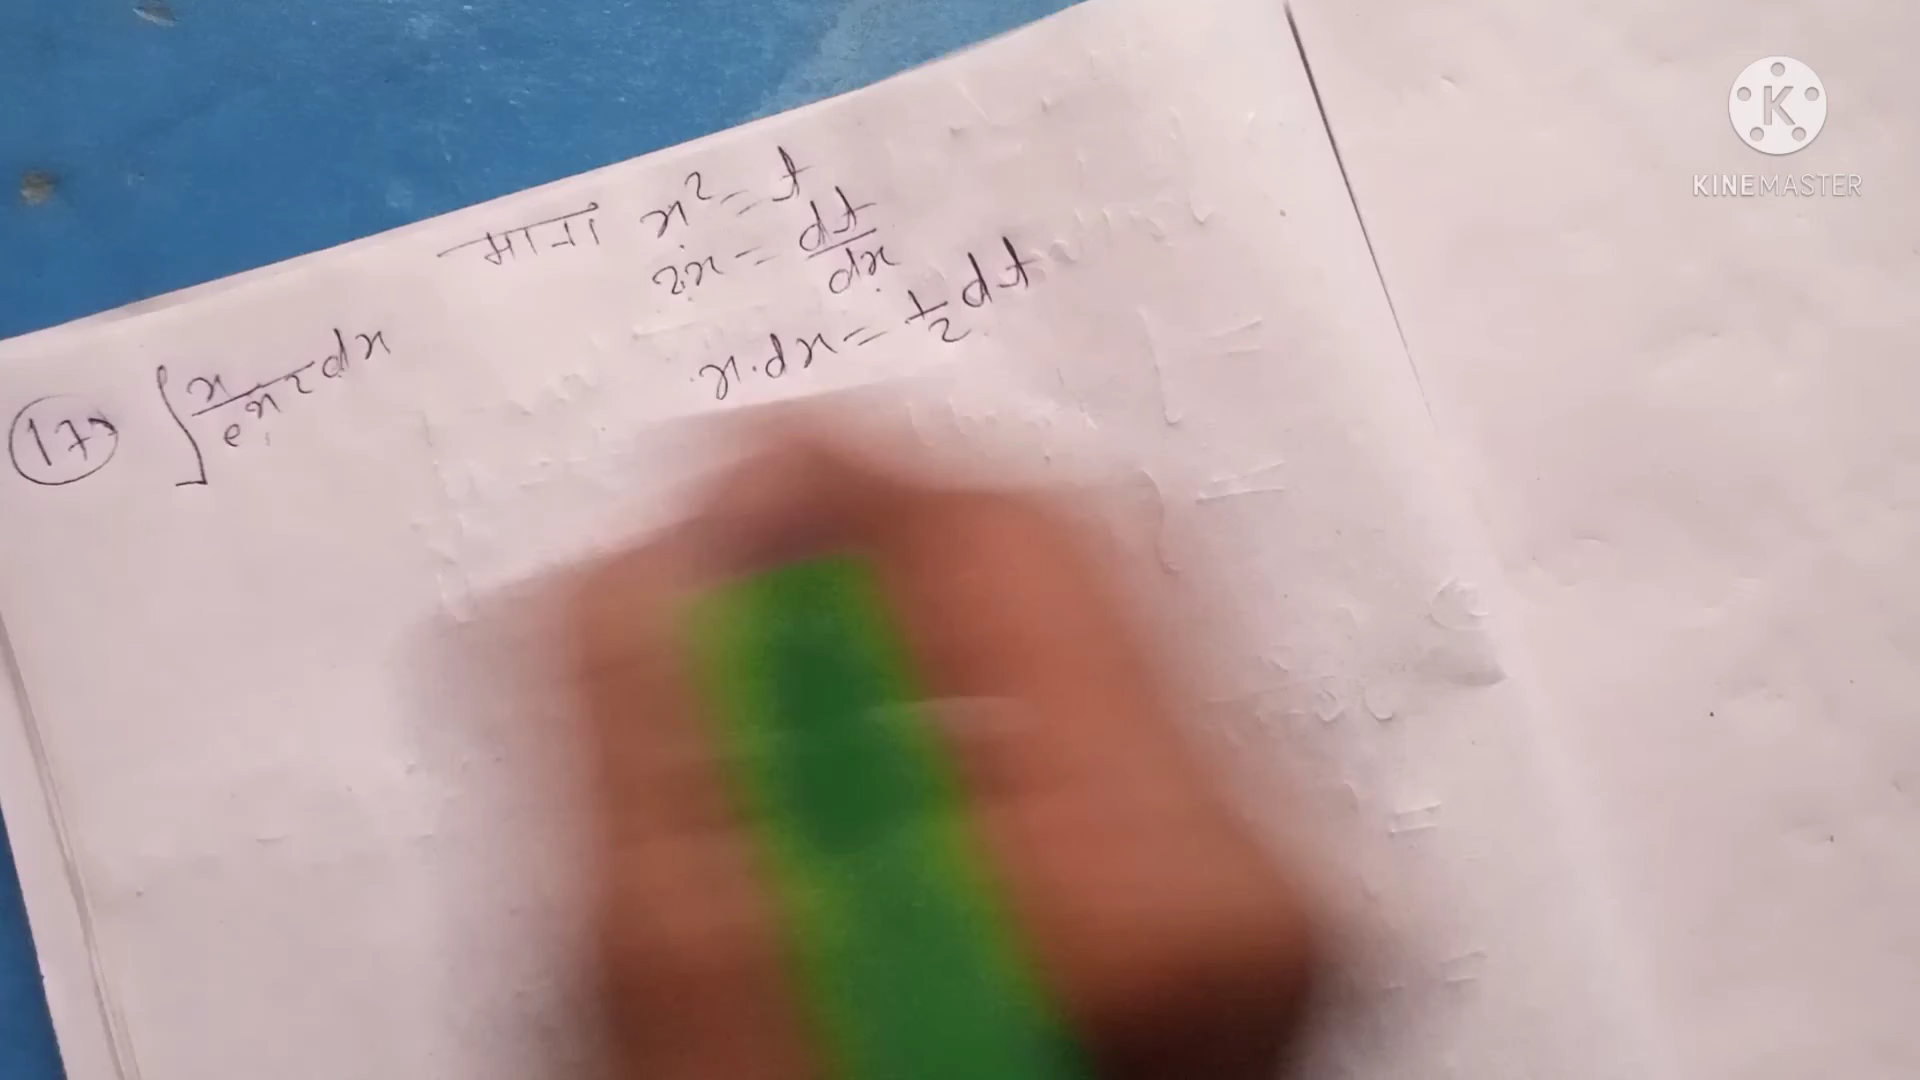 माना x² = t
2x = dt/dx
x·dx = 1/2 dt
17) ∫ x/e^x² dx
KINEMASTER